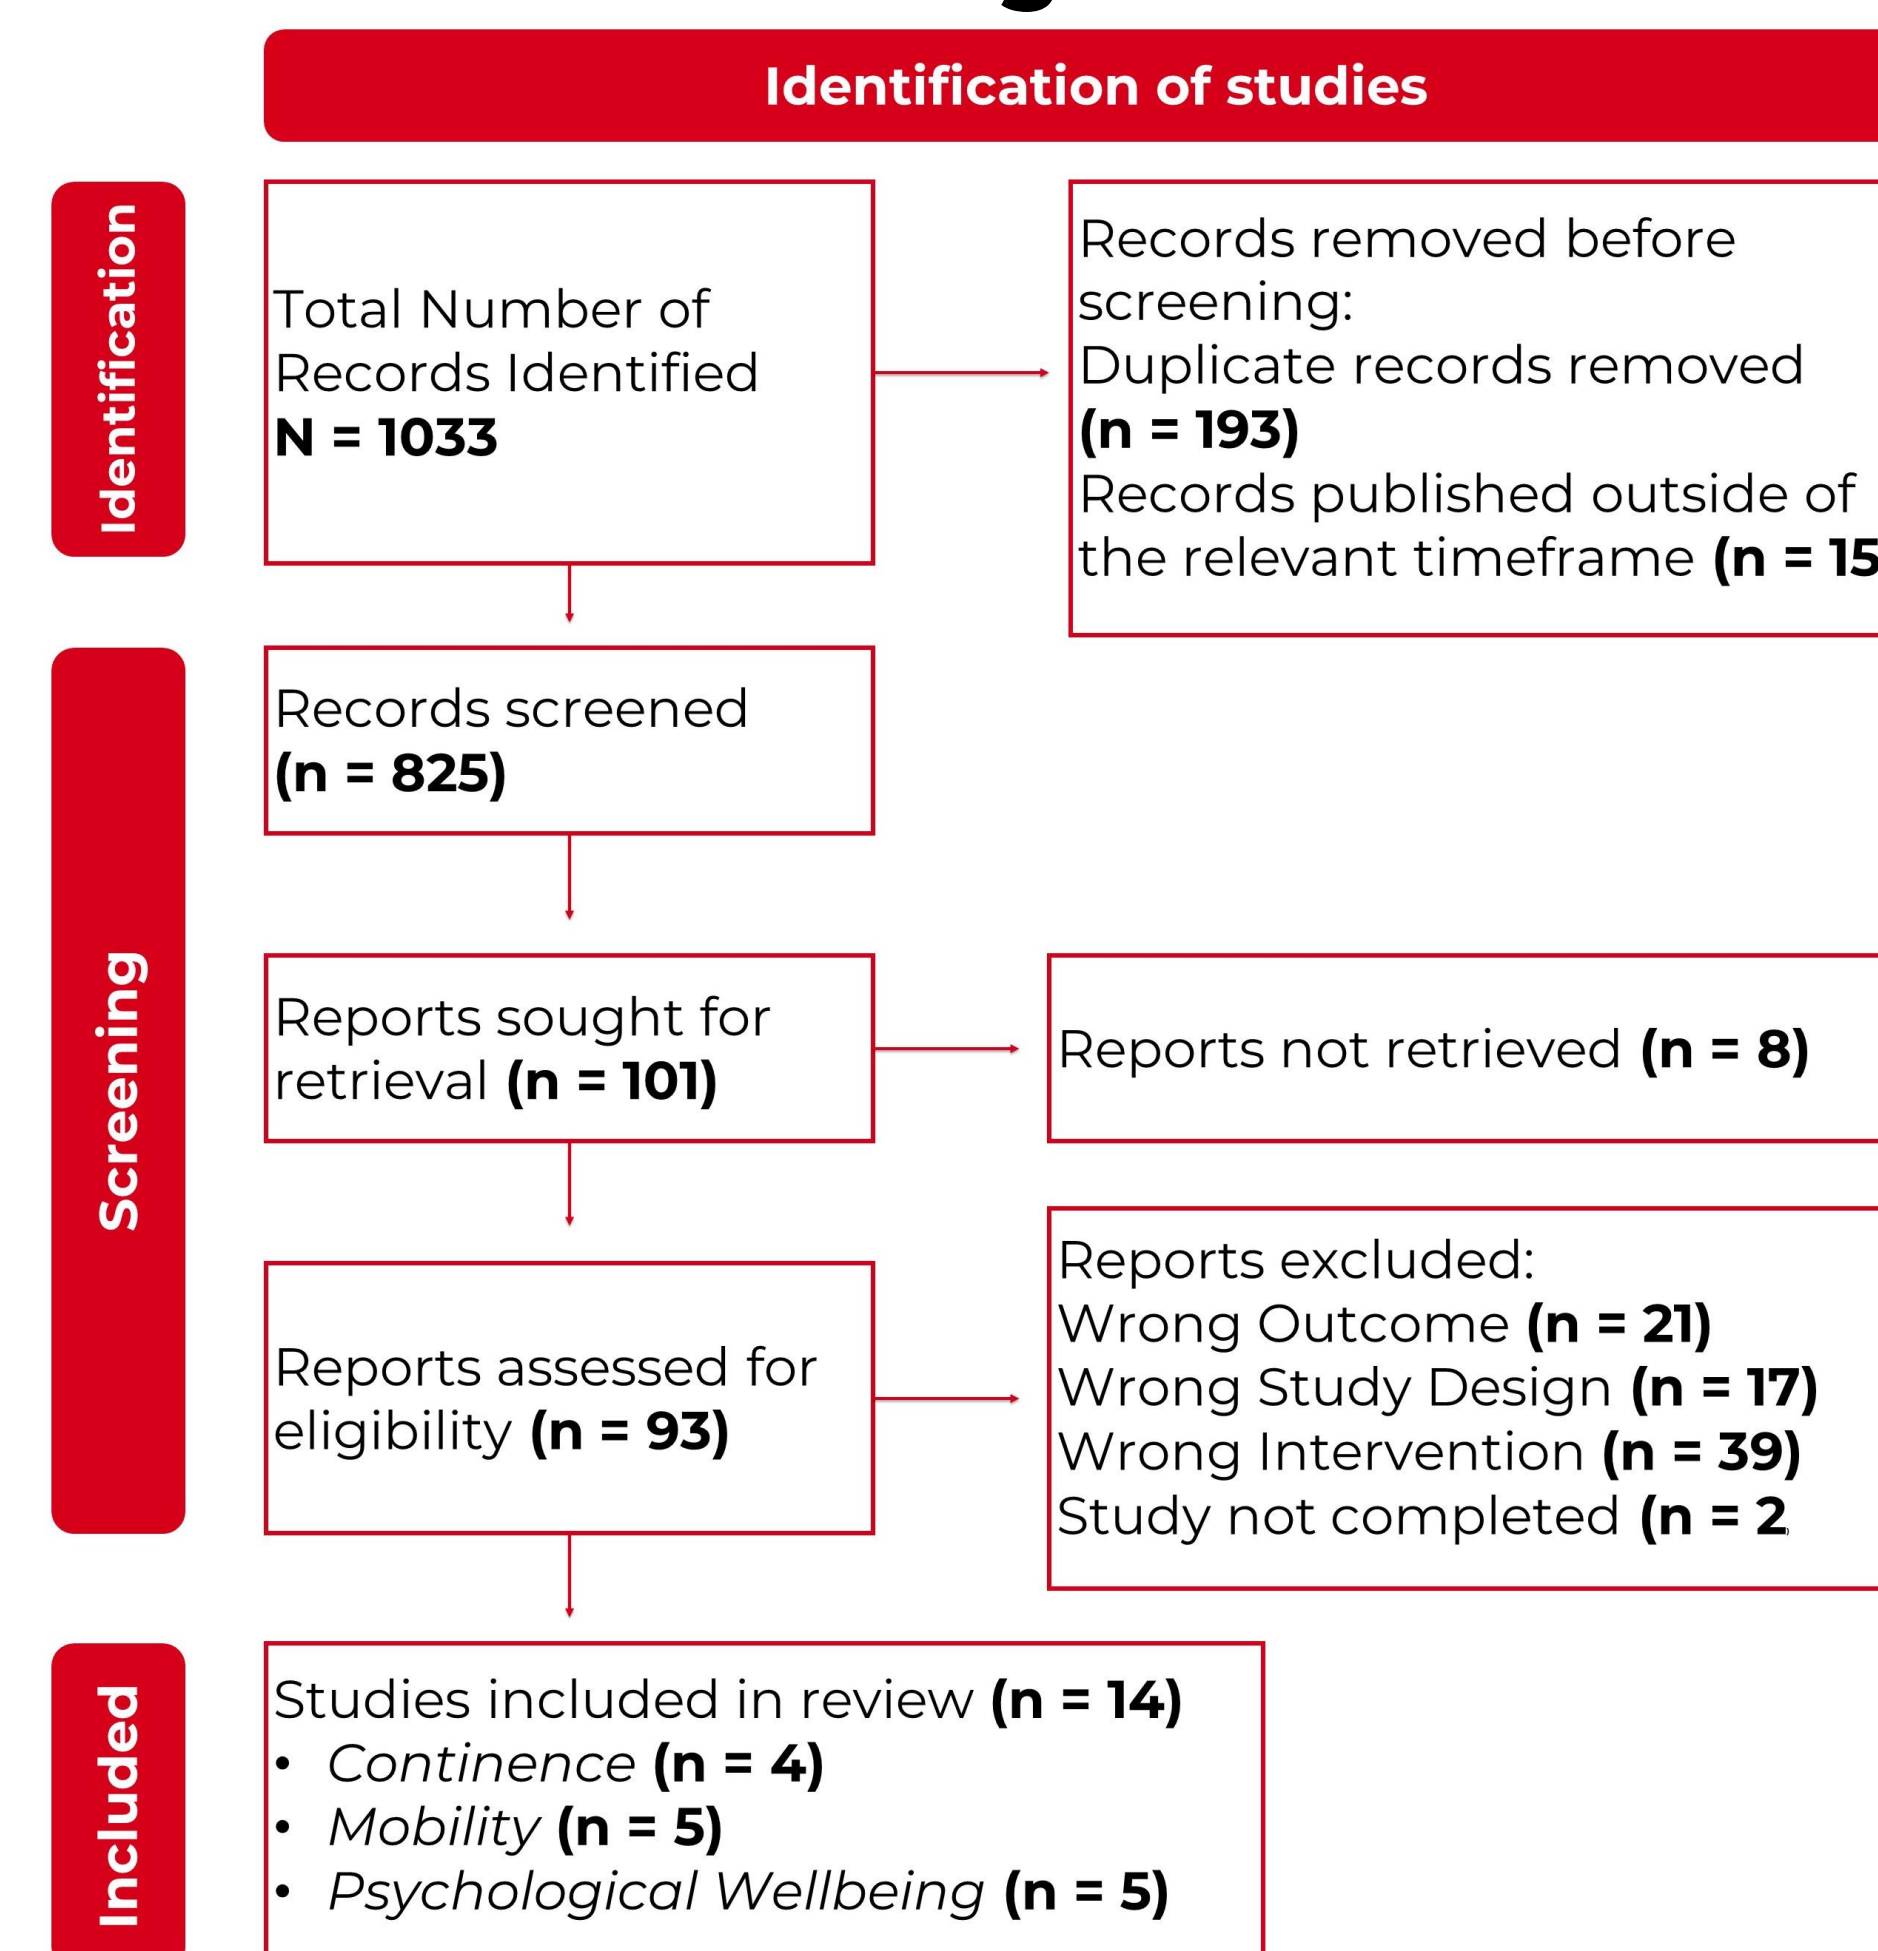 Identification of studies
Identification
Total Number of
Records Identified
N = 1033
Records removed before
screening:
Duplicate records removed
(n = 193)
Records published outside of
the relevant timeframe (n = 15
Screening
Records screened
(n = 825)
Reports sought for
retrieval (n = 101)
Reports not retrieved (n = 8)
Reports assessed for
eligibility (n = 93)
Reports excluded:
Wrong Outcome (n = 21)
Wrong Study Design (n = 17)
Wrong Intervention (n = 39)
Study not completed (n = 2)
Included
Studies included in review (n = 14)
• Continence (n = 4)
• Mobility (n = 5)
• Psychological Wellbeing (n = 5)